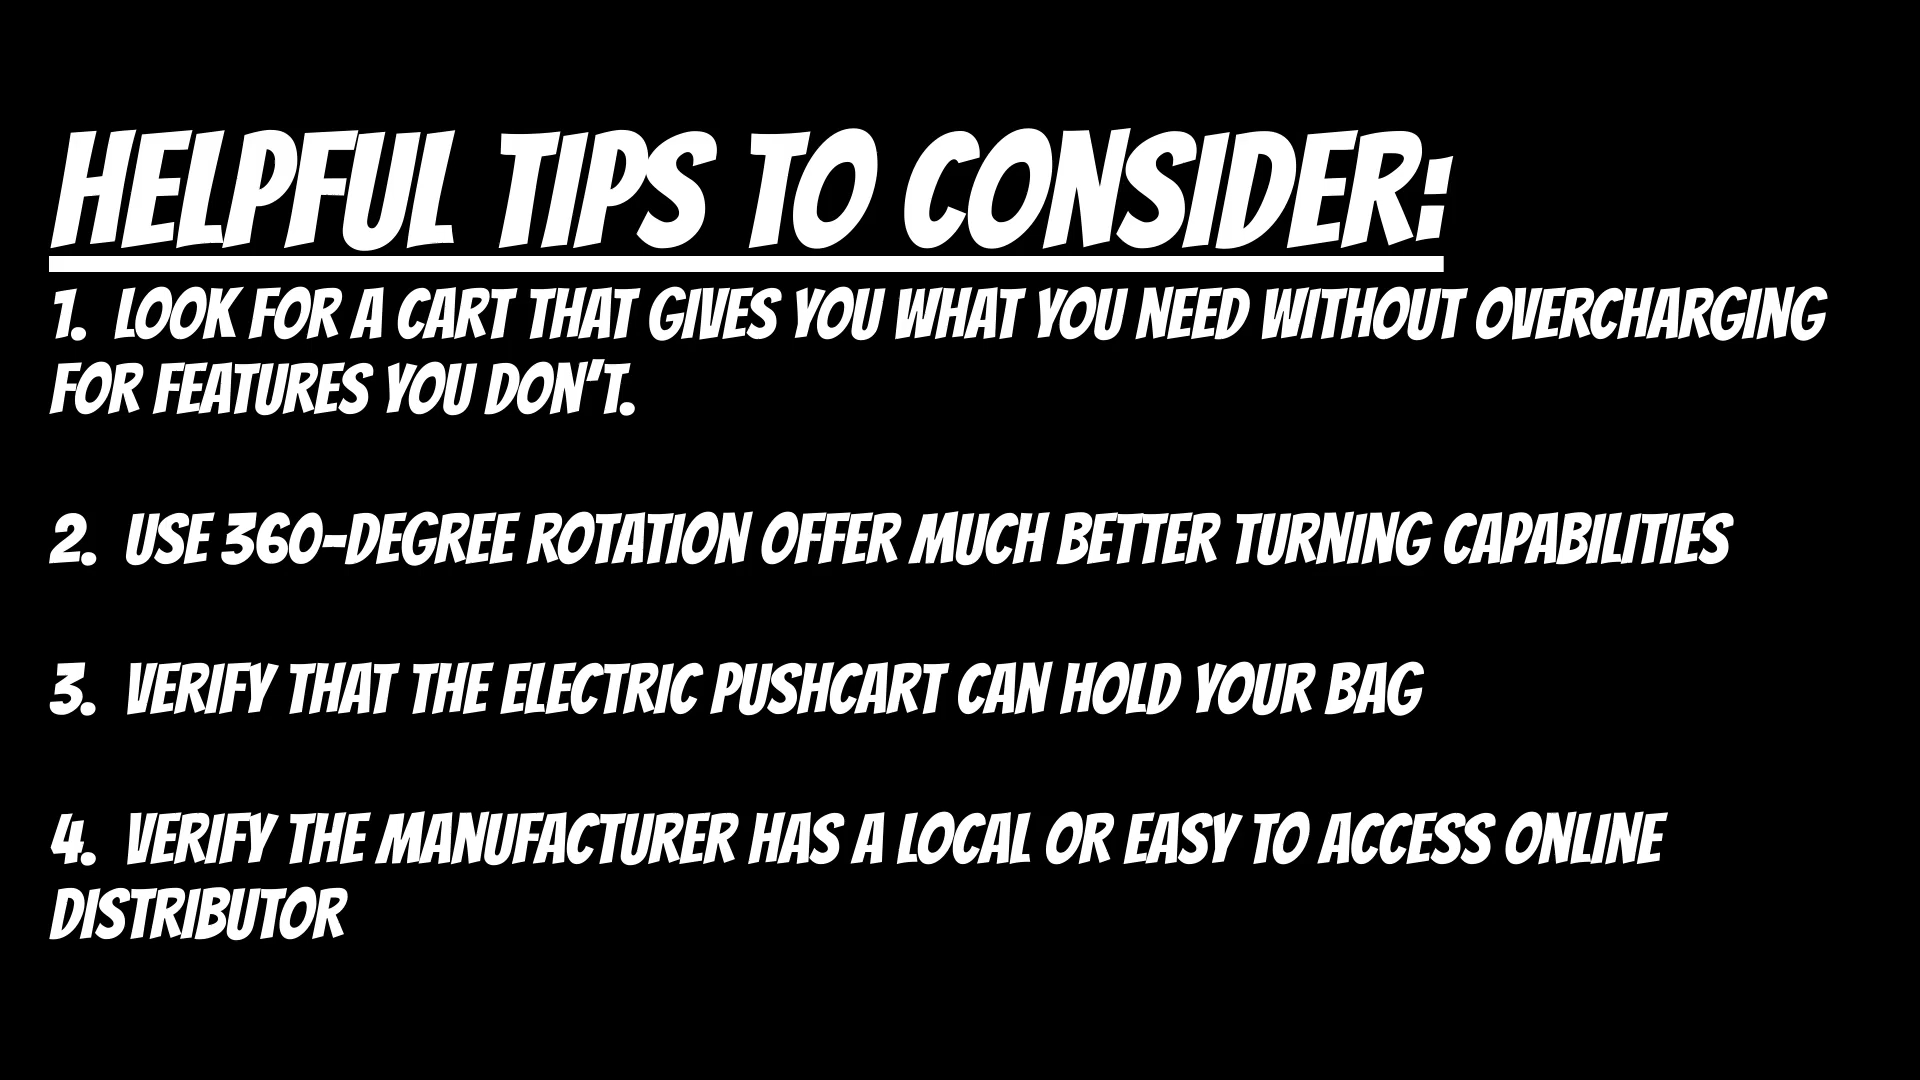 HELPFUL TIPS TO CONSIDER:
1. LOOK FOR A CART THAT GIVES YOU WHAT YOU NEED WITHOUT OVERCHARGING
FOR FEATURES YOU DON'T.
2. USE 360-DEGREE ROTATION OFFER MUCH BETTER TURNING CAPABILITIES
3. VERIFY THAT THE ELECTRIC PUSHCART CAN HOLD YOUR BAG
4. VERIFY THE MANUFACTURER HAS A LOCAL OR EASY TO ACCESS ONLINE
DISTRIBUTOR